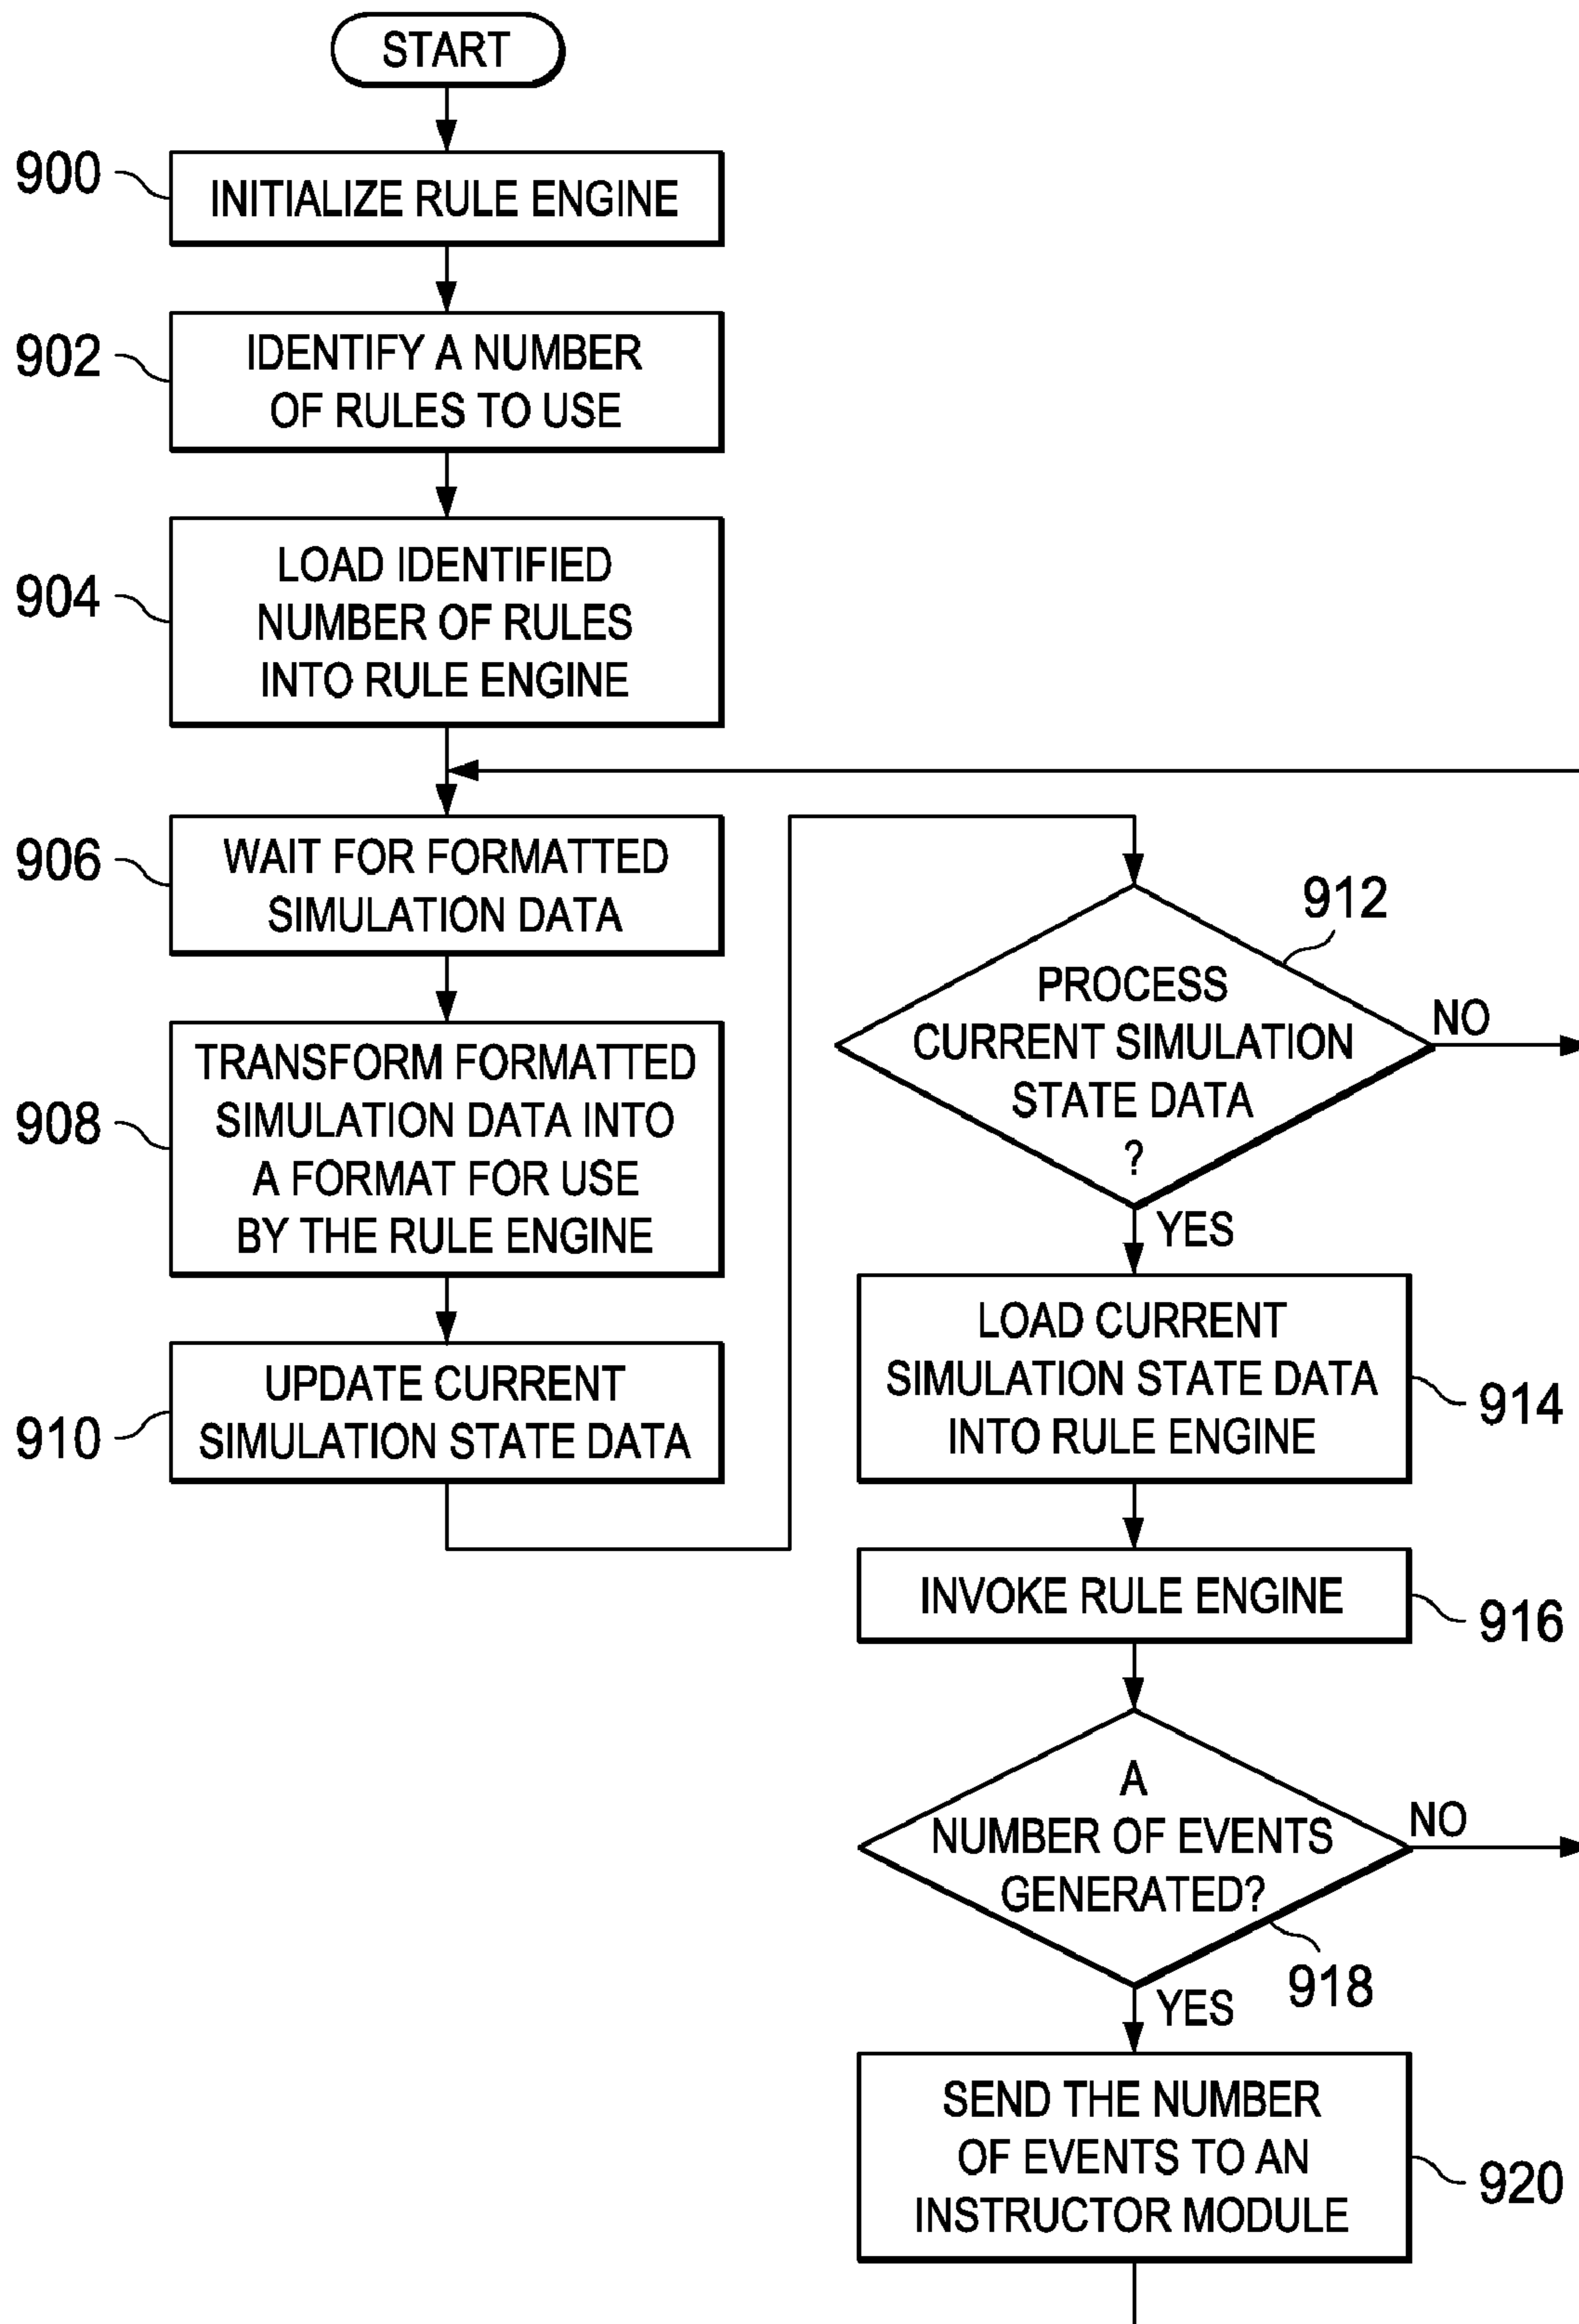 START
900
INITIALIZE RULE ENGINE
902
IDENTIFY A NUMBER
OF RULES TO USE
904
LOAD IDENTIFIED
NUMBER OF RULES
INTO RULE ENGINE
906
WAIT FOR FORMATTED
SIMULATION DATA
908
TRANSFORM FORMATTED
SIMULATION DATA INTO
A FORMAT FOR USE
BY THE RULE ENGINE
910
UPDATE CURRENT
SIMULATION STATE DATA
912
PROCESS
CURRENT SIMULATION
STATE DATA
?
NO
YES
LOAD CURRENT
SIMULATION STATE DATA
INTO RULE ENGINE
914
INVOKE RULE ENGINE
916
A
NUMBER OF EVENTS
GENERATED?
NO
918
YES
SEND THE NUMBER
OF EVENTS TO AN
INSTRUCTOR MODULE
920